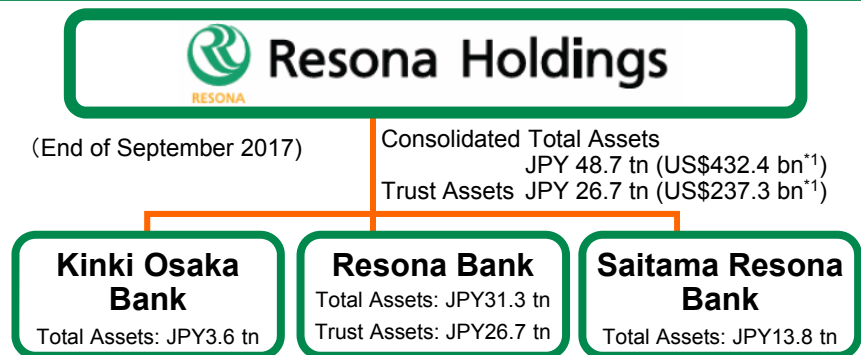 RESONA
Resona Holdings
（End of September 2017)
Consolidated Total Assets
JPY 48.7 tn (US$432.4 bn*1)
Trust Assets JPY 26.7 tn (US$237.3 bn*1)
Kinki Osaka
Bank
Total Assets: JPY3.6 tn
Resona Bank
Total Assets: JPY31.3 tn
Trust Assets: JPY26.7 tn
Saitama Resona
Bank
Total Assets: JPY13.8 tn